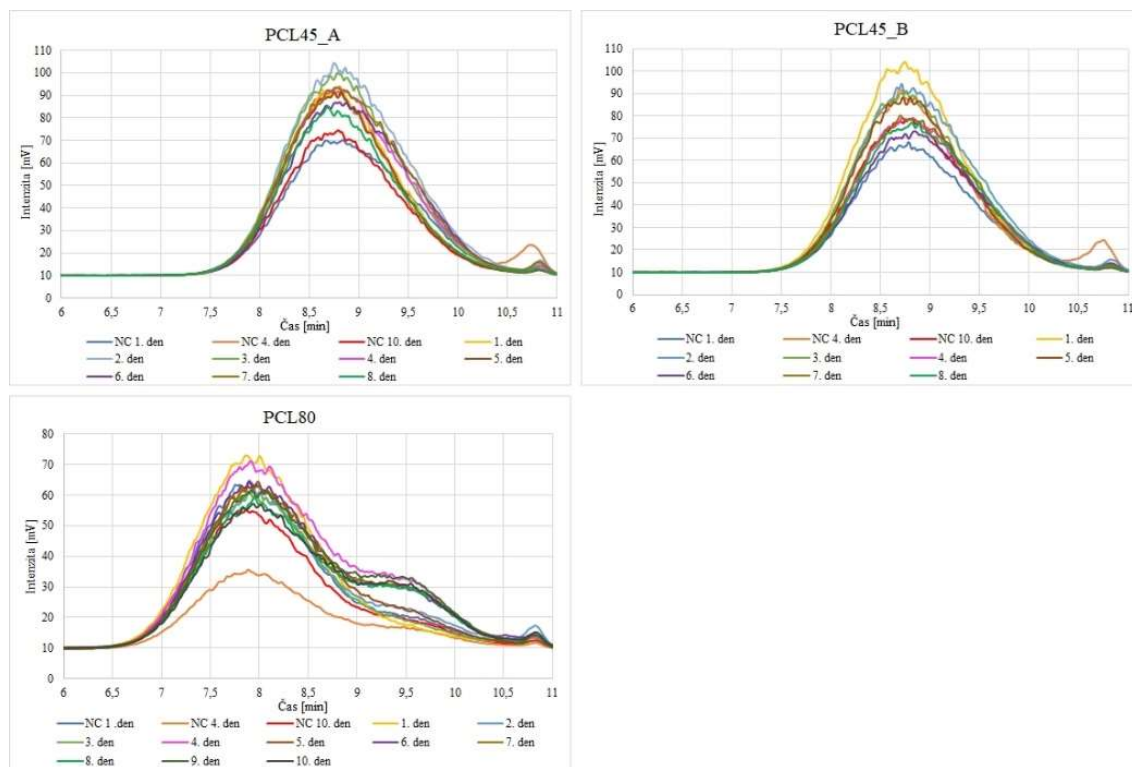 PCL45_A
110
100
90
80
70
60
50
40
30
20
10
0
Intenzita [mV]
6 6,5 7 7,5 8 8,5 9 9,5 10 10,5 11
Čas [min]
NC 1. den NC 4. den NC 10. den 1. den
2. den 3. den 4. den 5. den
6. den 7. den 8. den
PCL45_B
110
100
90
80
70
60
50
40
30
20
10
0
Intenzita [mV]
6 6,5 7 7,5 8 8,5 9 9,5 10 10,5 11
Čas [min]
NC 1. den NC 4. den NC 10. den 1. den
2. den 3. den 4. den 5. den
6. den 7. den 8. den
PCL80
80
70
60
50
40
30
20
10
0
Intenzita [mV]
6 6,5 7 7,5 8 8,5 9 9,5 10 10,5 11
Čas [min]
NC 1 .den NC 4. den NC 10. den 1. den 2. den
3. den 4. den 5. den 6. den 7. den
8. den 9. den 10. den